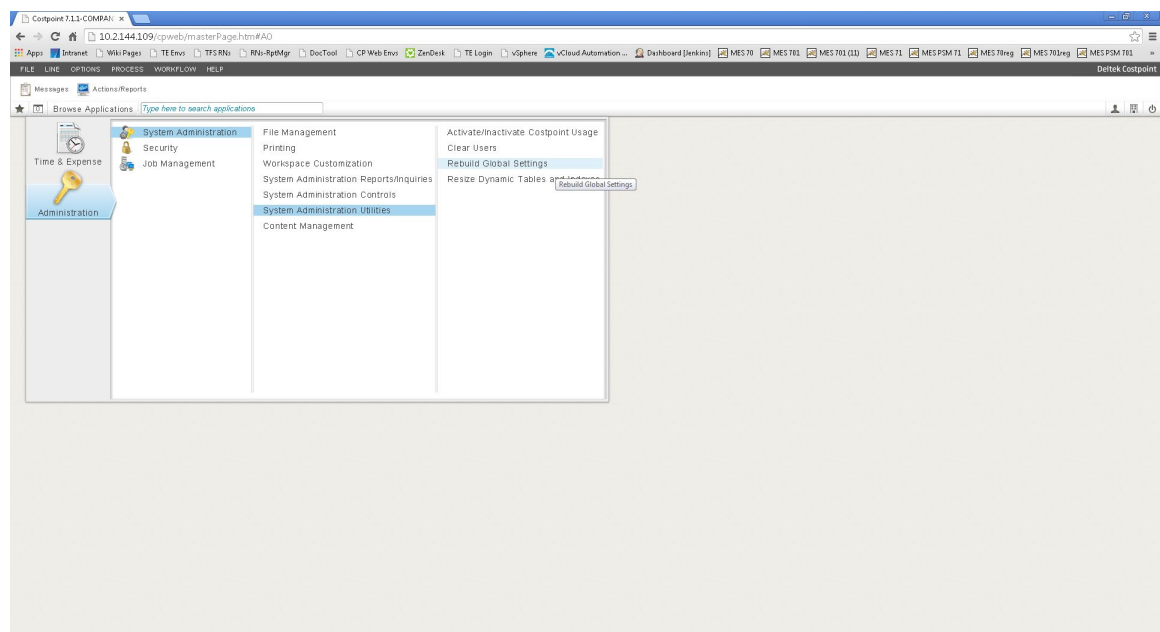 Costpoint 7.1.1-COMPAN
10.2.144.109/cpweb/masterPage.htm#A0
Apps Intranet Wiki Pages TE Envs TFS RNs RNs-RptMgr DocTool CP Web Envs ZenDesk TE Login vSphere vCloud Automation ... Dashboard [Jenkins] MES 70 MES 701 MES 701 (11) MES 71 MES PSM 71 MES 70reg MES 701reg MES PSM 701 »
FILE LINE OPTIONS PROCESS WORKFLOW HELP Deltek Costpoint
Messages Actions/Reports
Browse Applications Type here to search applications
System Administration File Management Activate/Inactivate Costpoint Usage
Security Printing Clear Users
Time & Expense Job Management Workspace Customization Rebuild Global Settings
System Administration Reports/Inquiries Resize Dynamic Tables and Indexes
Rebuild Global Settings
System Administration Controls
Administration System Administration Utilities
Content Management